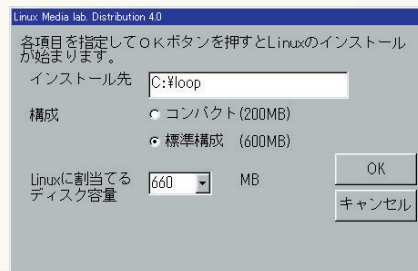 Linux Media lab. Distribution 4.0
各項目を指定してＯＫボタンを押すとLinuxのインストール
が始まります。
インストール先 C:¥loop
構成 コンパクト(200MB)
標準構成 (600MB)
Linuxに割当てる
ディスク容量 660 MB
OK
キャンセル